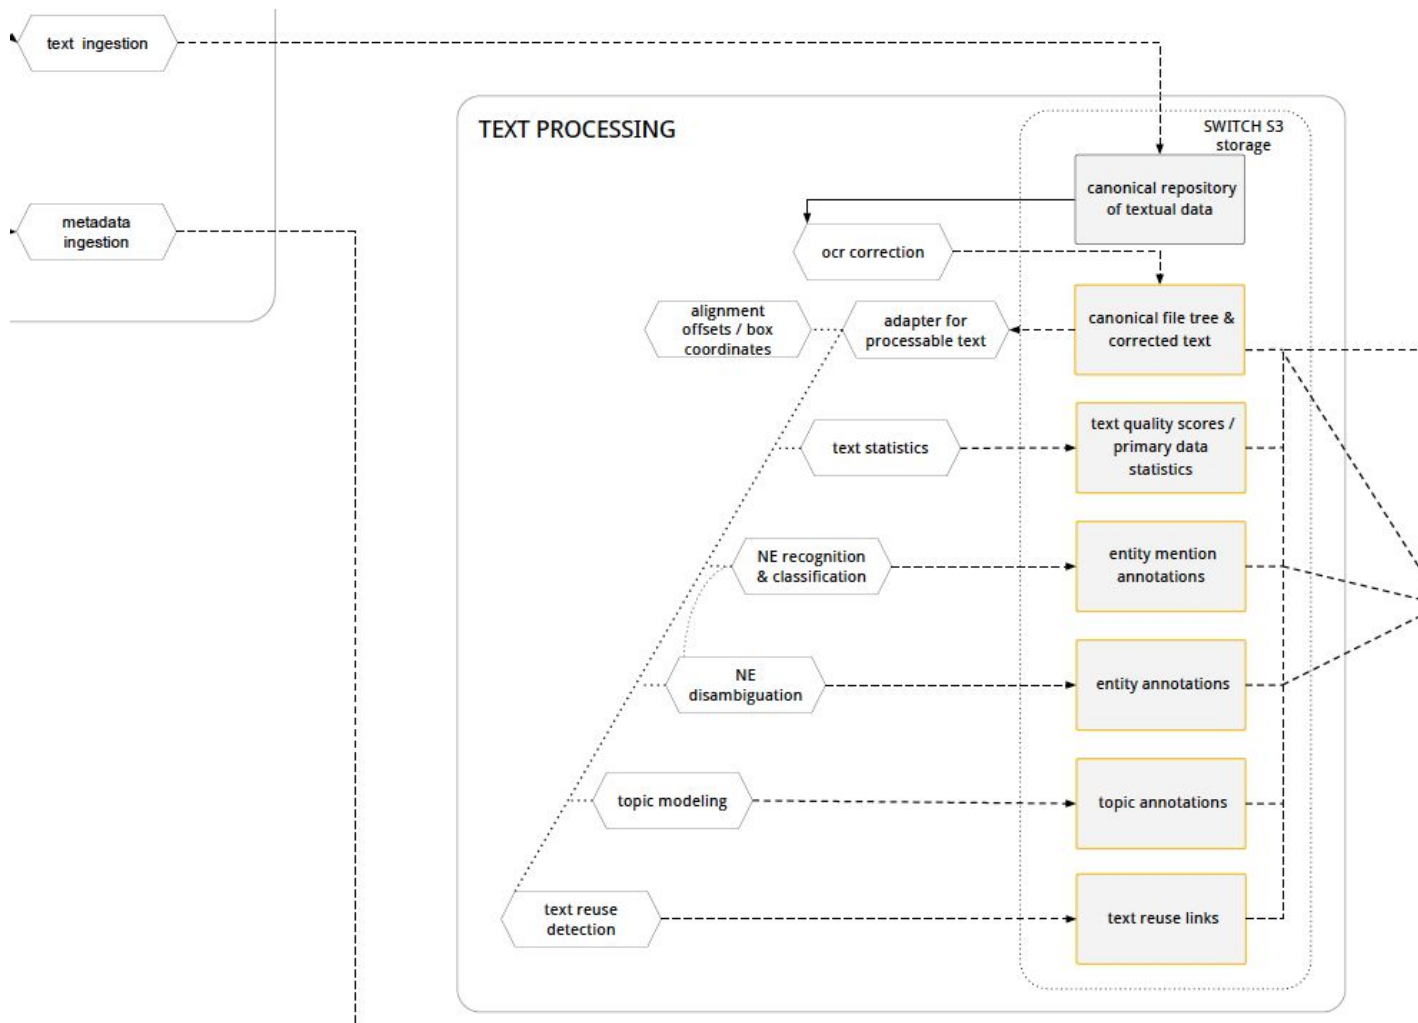 text ingestion
TEXT PROCESSING
SWITCH S3
storage
canonical repository
of textual data
metadata
ingestion
ocr correction
alignment
offsets / box
coordinates
adapter for
processable text
canonical file tree &
corrected text
text statistics
text quality scores /
primary data
statistics
NE recognition
& classification
entity mention
annotations
NE
disambiguation
entity annotations
topic modeling
topic annotations
text reuse
detection
text reuse links